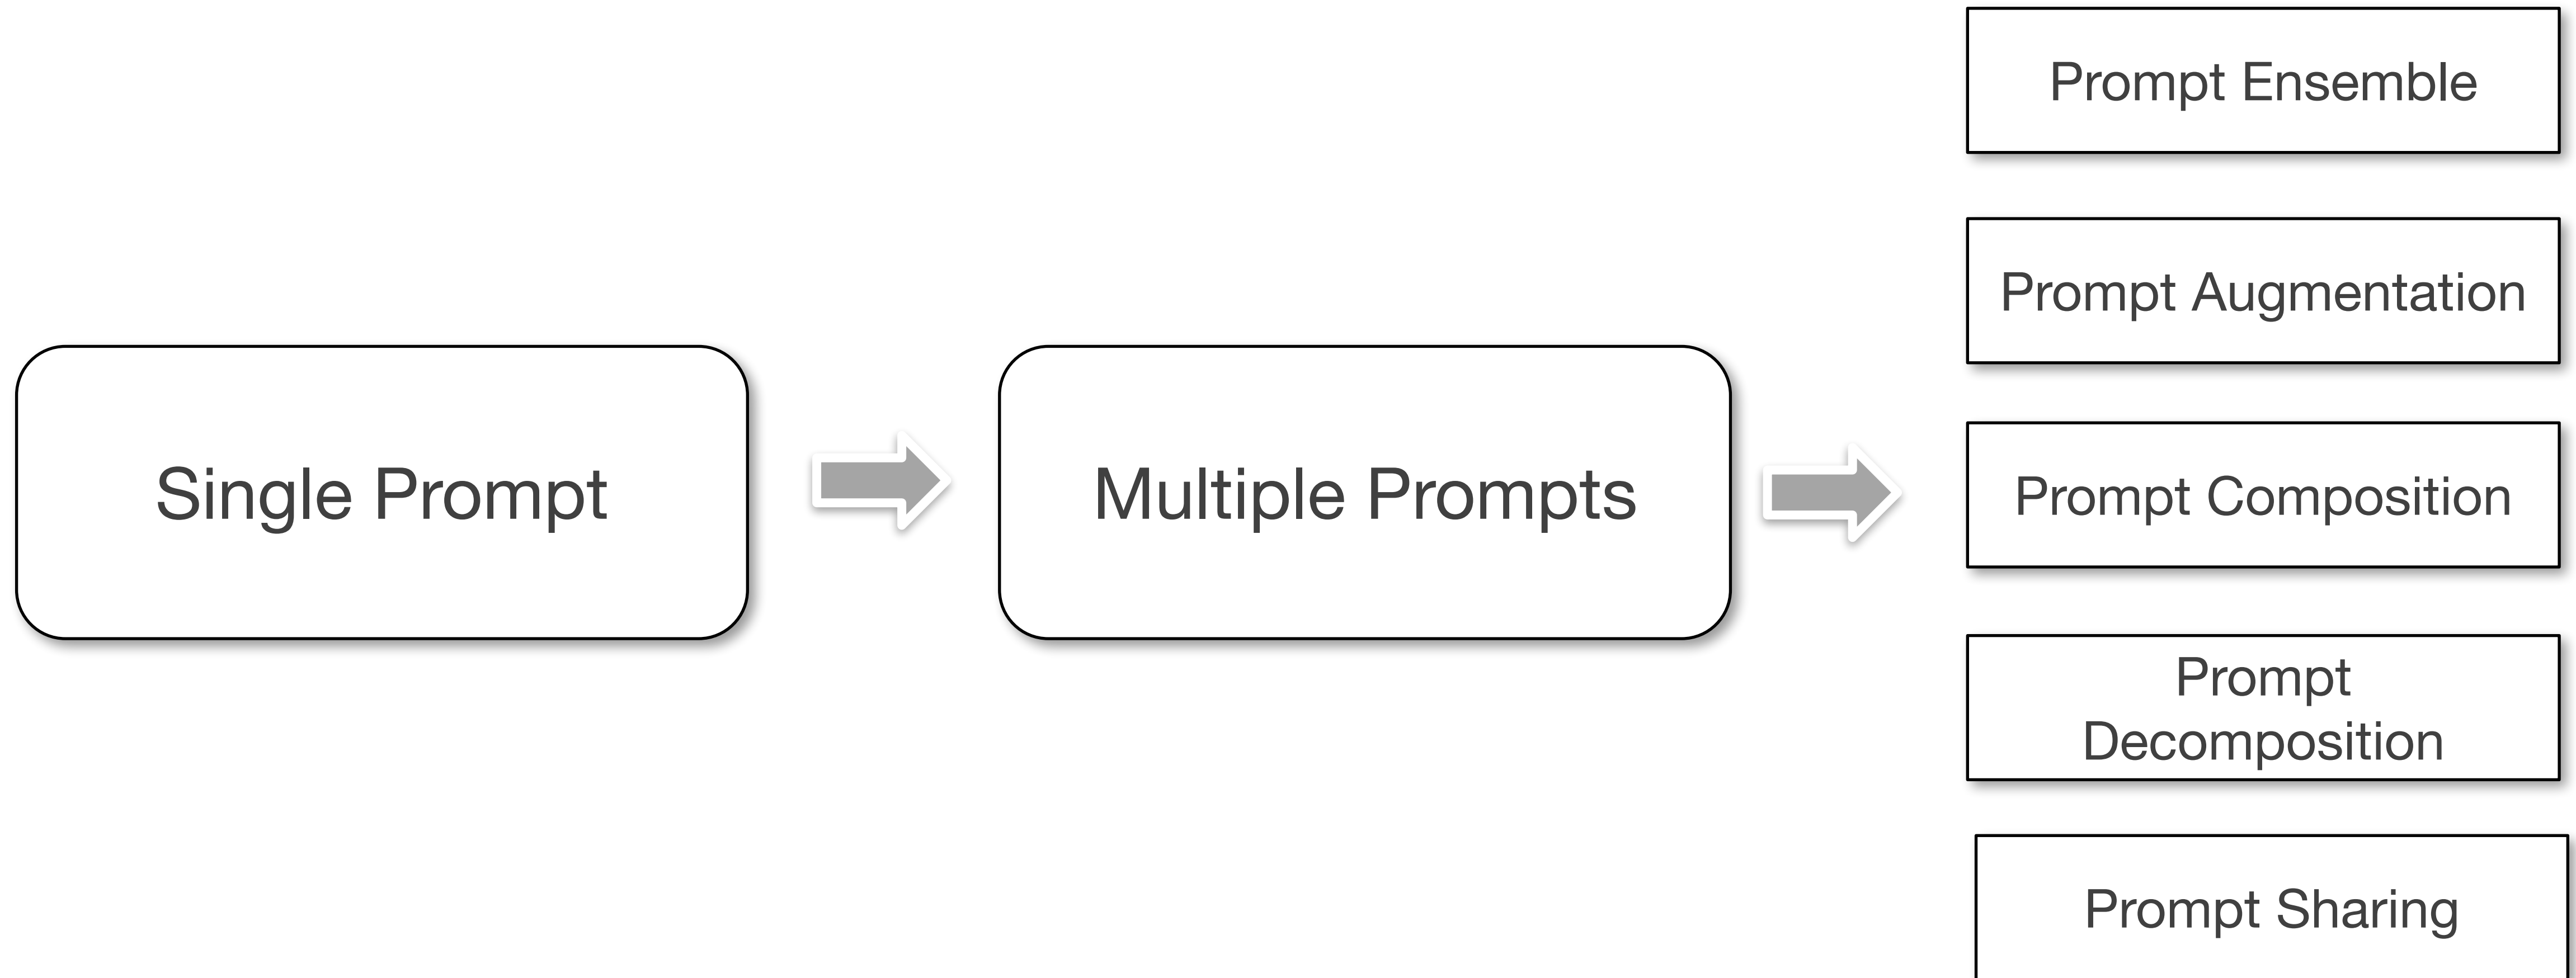 Single Prompt
Multiple Prompts
Prompt Ensemble
Prompt Augmentation
Prompt Composition
Prompt
Decomposition
Prompt Sharing